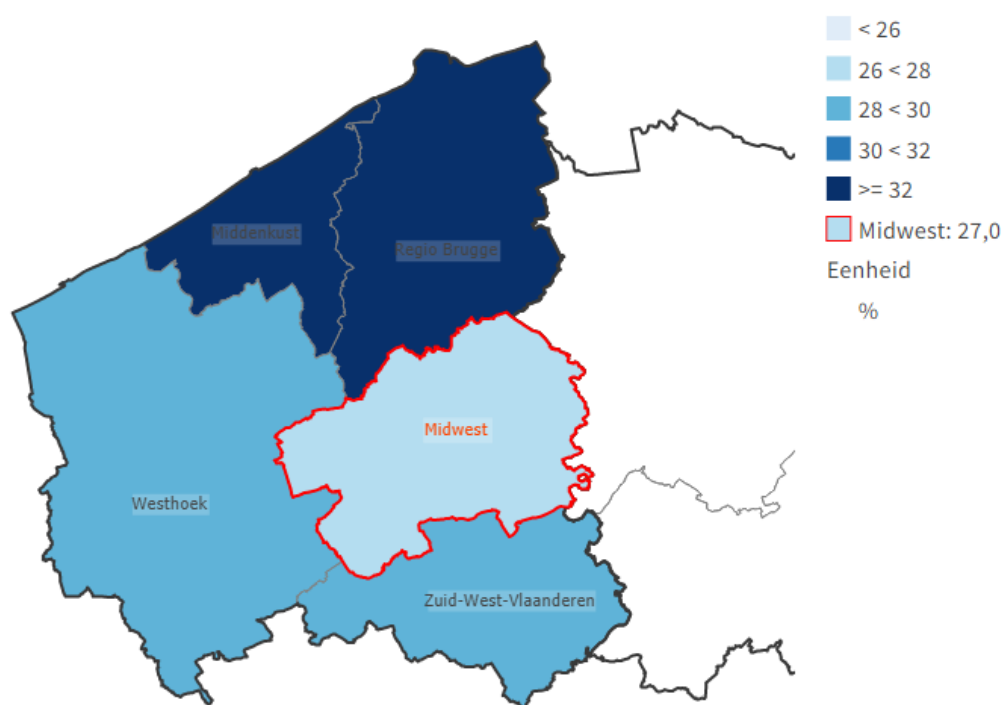 < 26
26 < 28
28 < 30
30 < 32
>= 32
Midwest: 27,0
Eenheid
%
Middenkust
Regio Brugge
Midwest
Westhoek
Zuid-West-Vlaanderen